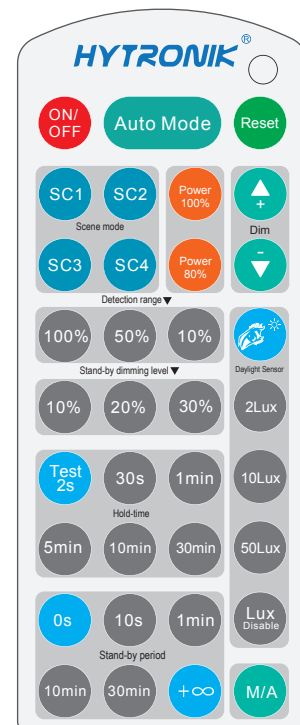 HYTRONIK®
ON/
OFF
Auto Mode
Reset
SC1 SC2
Scene mode
SC3 SC4
Power
100%
Power
80%
+
Dim
-
Detection range▼
100% 50% 10%
Stand-by dimming level ▼
10% 20% 30%
Daylight Sensor
2Lux
10Lux
50Lux
Lux
Disable
Test
2s
30s 1min
Hold-time
5min 10min 30min
0s 10s 1min
Stand-by period
10min 30min +∞
M/A